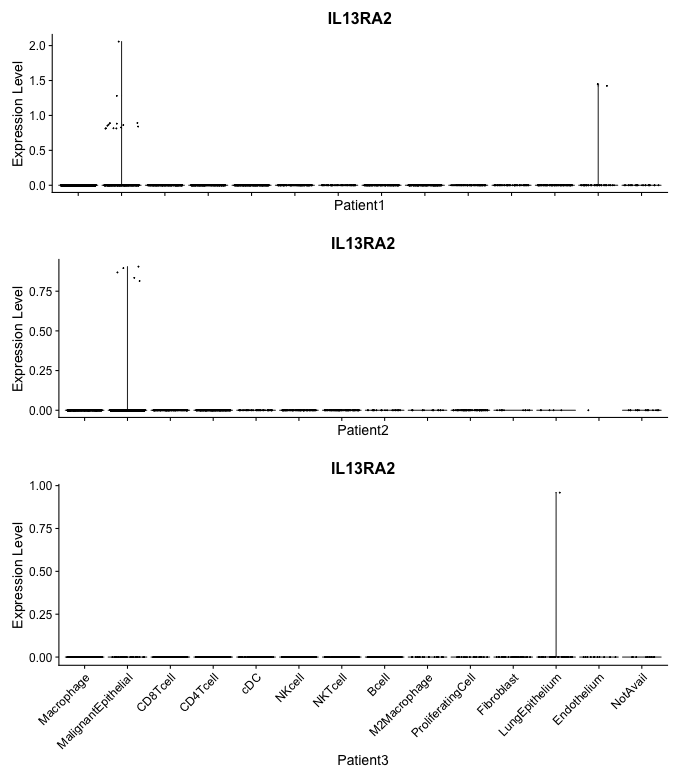 IL13RA2
Expression Level
2.0
1.5
1.0
0.5
0.0
Patient1
IL13RA2
Expression Level
0.75
0.50
0.25
0.00
Patient2
IL13RA2
Expression Level
1.00
0.75
0.50
0.25
0.00
Macrophage
MalignantEpithelial
CD8Tcell
CD4Tcell
cDC
NKcell
NKTcell
Bcell
M2Macrophage
ProliferatingCell
Fibroblast
LungEpithelium
Endothelium
NotAvail
Patient3